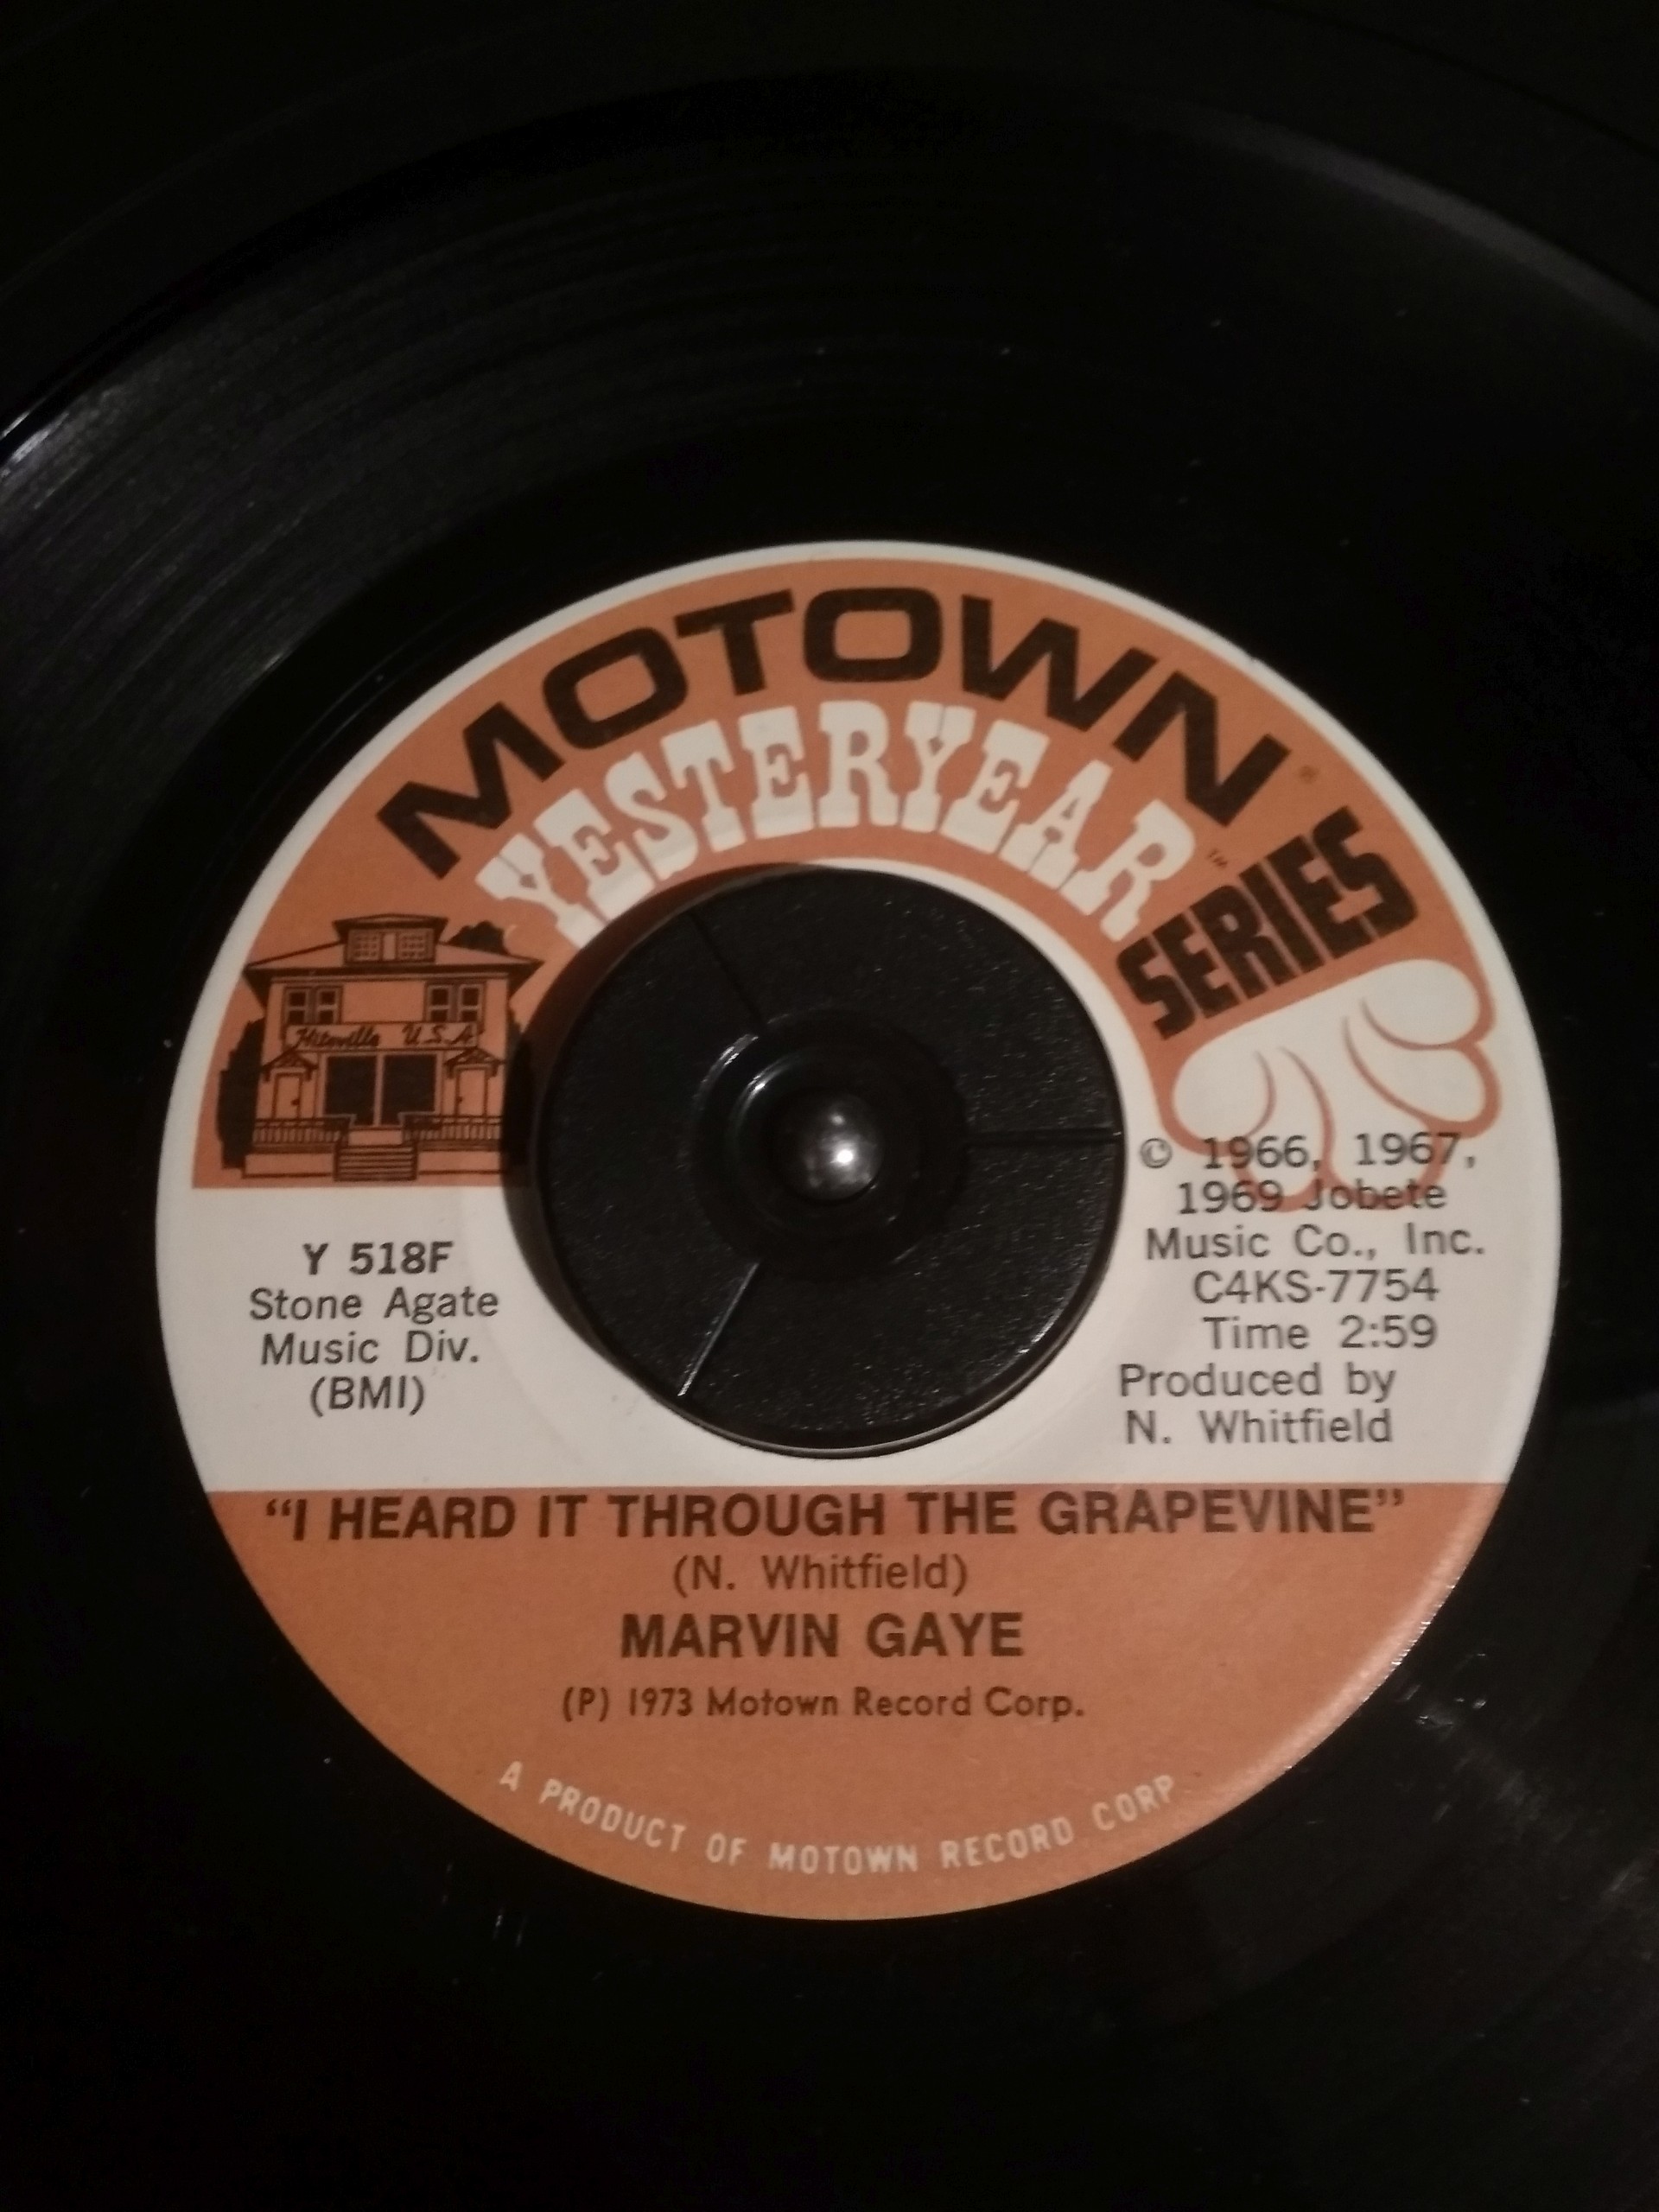 MOTOWN®
YESTERYEAR™
SERIES
Hitsville U.S.A.
Y 518F
Stone Agate
Music Div.
(BMI)
© 1966, 1967,
1969 Jobete
Music Co., Inc.
C4KS-7754
Time 2:59
Produced by
N. Whitfield
“I HEARD IT THROUGH THE GRAPEVINE”
(N. Whitfield)
MARVIN GAYE
(P) 1973 Motown Record Corp.
A PRODUCT OF MOTOWN RECORD CORP.